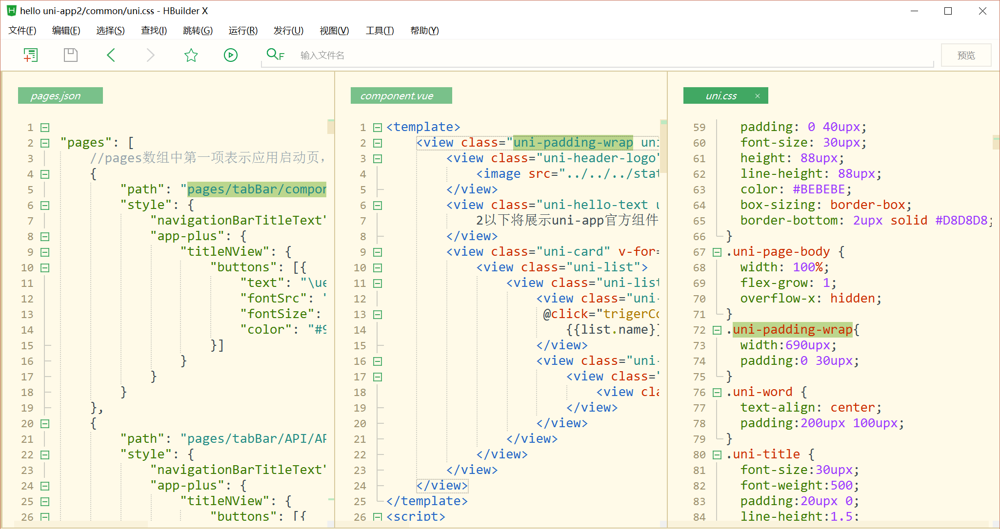 hello uni-app2/common/uni.css - HBuilder X
文件(F) 编辑(E) 选择(S) 查找(I) 跳转(G) 运行(R) 发行(U) 视图(V) 工具(T) 帮助(Y)
F 输入文件名 预览
pages.json
1
2 "pages": [
3 //pages数组中第一项表示应用启动页，
4 {
5 "path": "pages/tabBar/compon
6 "style": {
7 "navigationBarTitleText"
8 "app-plus": {
9 "titleNView": {
10 "buttons": [{
11 "text": "\ue
12 "fontSrc": "
13 "fontSize":
14 "color": "#9
15 }]
16 }
17 }
18 }
19 },
20 {
21 "path": "pages/tabBar/API/AP
22 "style": {
23 "navigationBarTitleText"
24 "app-plus": {
25 "titleNView": {
26 "buttons": [{
component.vue
1 <template>
2 <view class="uni-padding-wrap uni
3 <view class="uni-header-logo"
4 <image src="../../../stat
5 </view>
6 <view class="uni-hello-text u
7 2以下将展示uni-app官方组件
8 </view>
9 <view class="uni-card" v-for=
10 <view class="uni-list">
11 <view class="uni-list
12 <view class="uni-
13 @click="trigerCo
14 {{list.name}}
15 </view>
16 <view class="uni-
17 <view class="
18 <view cla
19 </view>
20 </view>
21 </view>
22 </view>
23 </view>
24 </view>
25 </template>
26 <script>
uni.css ×
59 padding: 0 40upx;
60 font-size: 30upx;
61 height: 88upx;
62 line-height: 88upx;
63 color: #BEBEBE;
64 box-sizing: border-box;
65 border-bottom: 2upx solid #D8D8D8;
66 }
67 .uni-page-body {
68 width: 100%;
69 flex-grow: 1;
70 overflow-x: hidden;
71 }
72 .uni-padding-wrap{
73 width:690upx;
74 padding:0 30upx;
75 }
76 .uni-word {
77 text-align: center;
78 padding:200upx 100upx;
79 }
80 .uni-title {
81 font-size:30upx;
82 font-weight:500;
83 padding:20upx 0;
84 line-height:1.5;